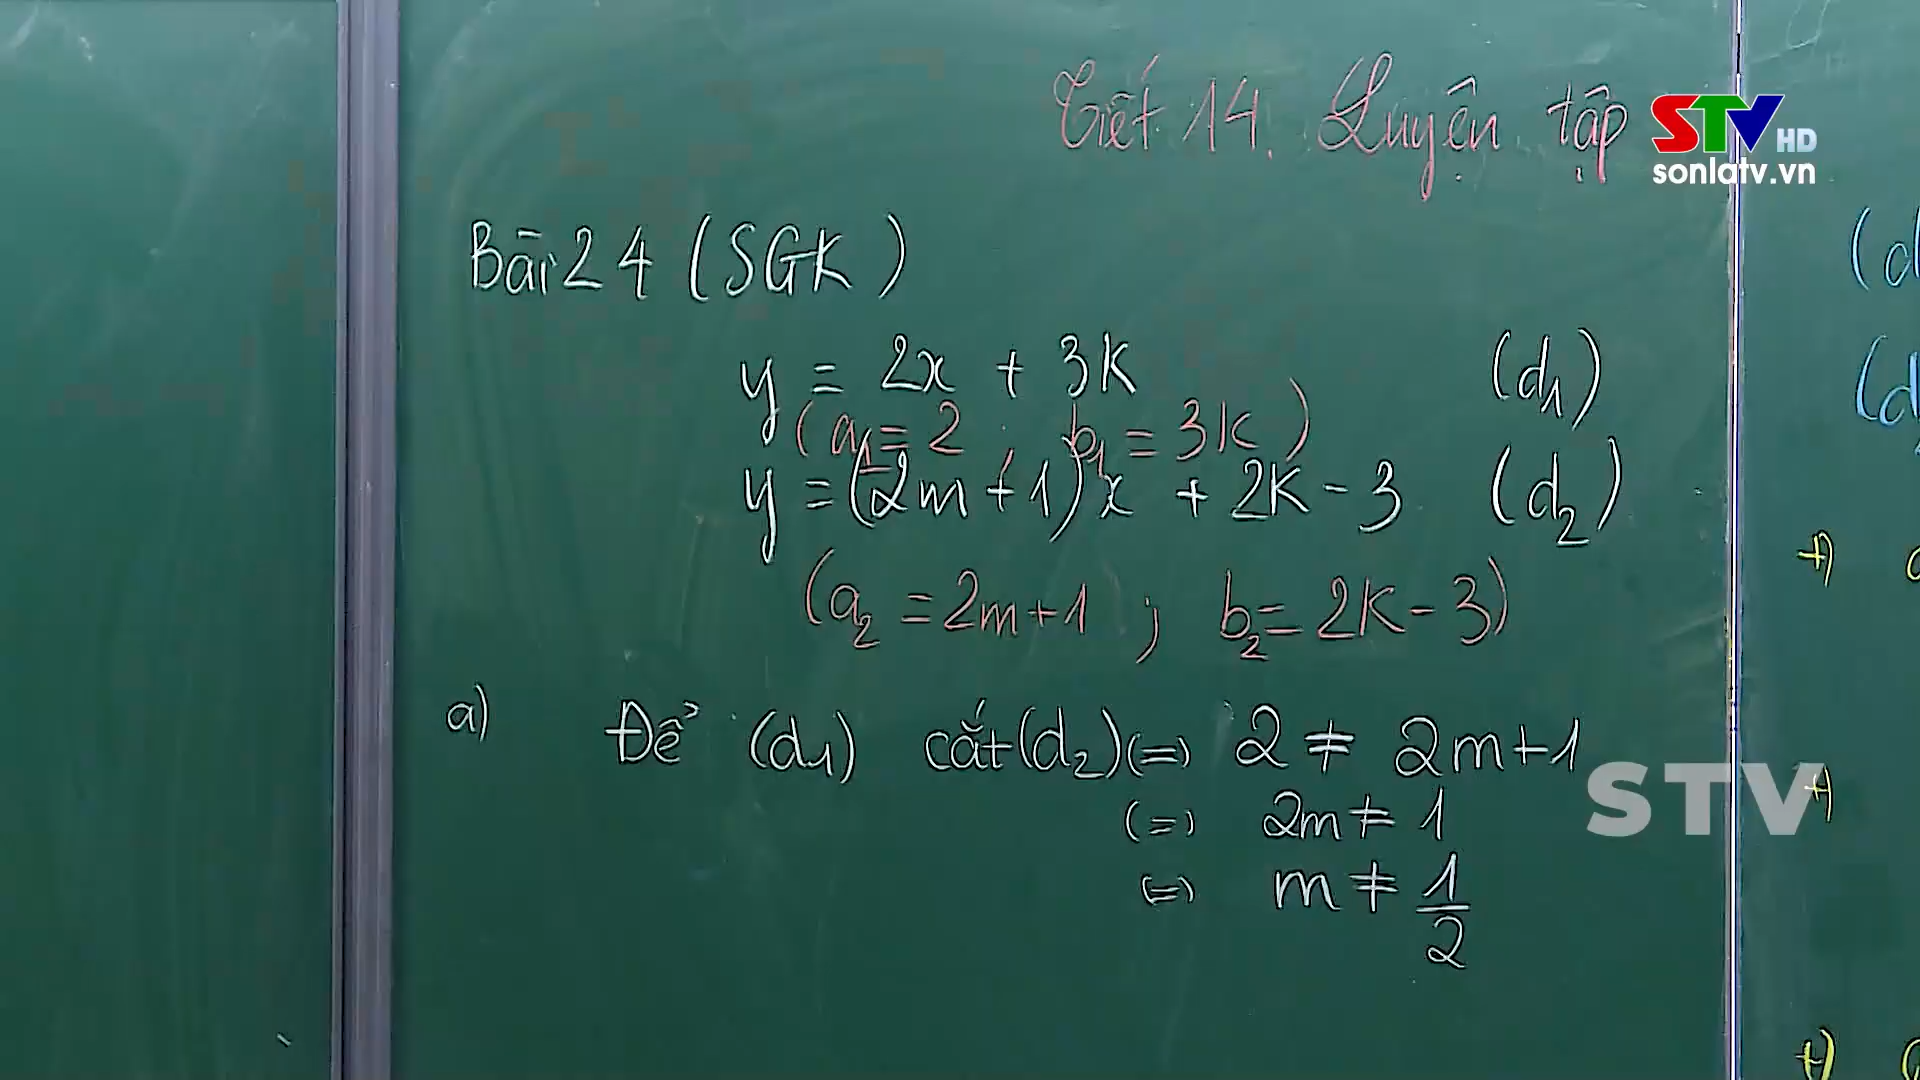 Tiết 14. Luyện tập
STV HD
sonlatv.vn
Bài 24 (SGK)
y = 2x + 3K (d1)
(a1 = 2 b1 = 3K)
y = (2m + 1)x + 2K - 3 (d2)
(a2 = 2m+1 ; b2 = 2K - 3)
a) Để (d1) cắt (d2) (=) 2 ≠ 2m+1
(=) 2m ≠ 1
(=) m ≠ 1/2
STV
(d
(d
+)
+)
+)